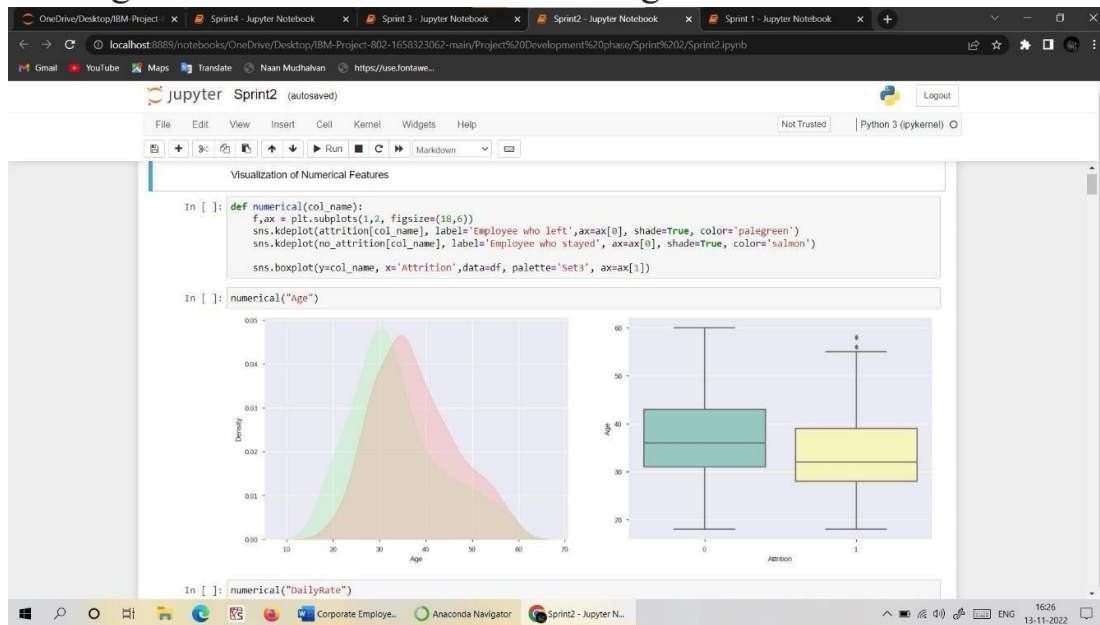 OneDrive/Desktop/IBM-Project-
Sprint4 - Jupyter Notebook
Sprint 3 - Jupyter Notebook
Sprint2 - Jupyter Notebook
Sprint 1 - Jupyter Notebook
localhost:8889/notebooks/OneDrive/Desktop/IBM-Project-802-1658323062-main/Project%20Development%20phase/Sprint%202/Sprint2.ipynb
Gmail YouTube Maps Translate Naan Mudhalvan https://use.fontawe...
jupyter Sprint2 (autosaved)
Logout
File Edit View Insert Cell Kernel Widgets Help
Not Trusted
Python 3 (ipykernel)
Run
Markdown
Visualization of Numerical Features
In [ ]: def numerical(col_name):
f,ax = plt.subplots(1,2, figsize=(18,6))
sns.kdeplot(attrition[col_name], label='Employee who left',ax=ax[0], shade=True, color='palegreen')
sns.kdeplot(no_attrition[col_name], label='Employee who stayed', ax=ax[0], shade=True, color='salmon')
sns.boxplot(y=col_name, x='Attrition',data=df, palette='Set3', ax=ax[1])
In [ ]: numerical("Age")
0.05
0.04
0.03
0.02
0.01
0.00
Density
10 20 30 40 50 60 70
Age
60
50
40
30
20
Age
0 1
Attrition
In [ ]: numerical("DailyRate")
Corporate Employe...
Anaconda Navigator
Sprint2 - Jupyter N...
ENG
16:26
13-11-2022